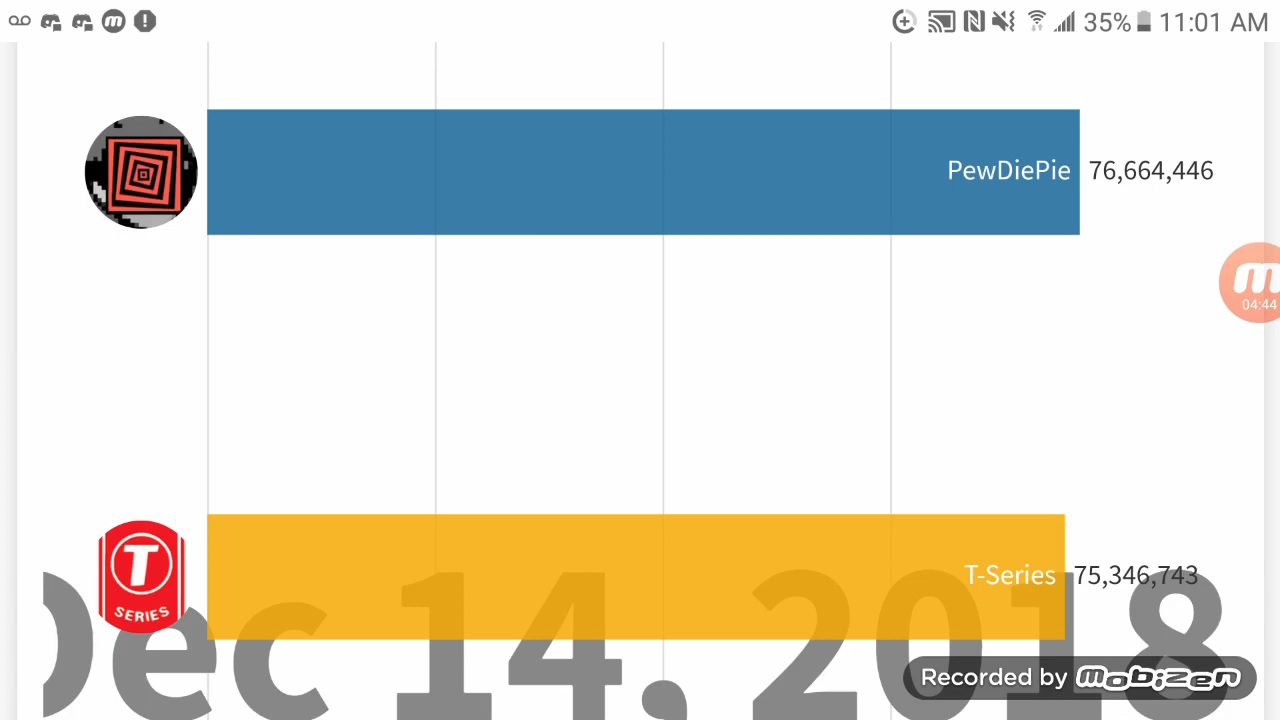 35% 11:01 AM
PewDiePie 76,664,446
04:44
T-Series 75,346,743
T
SERIES
Dec 14, 2018
Recorded by mobizen